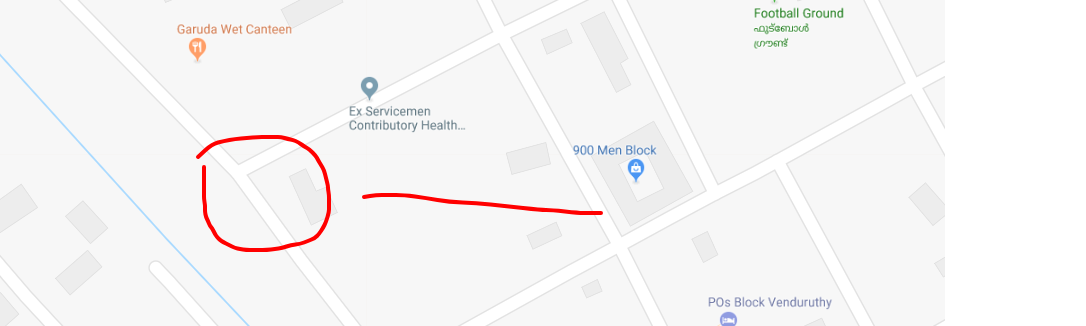 Garuda Wet Canteen
Football Ground
ഫുട്ബോൾ
ഗ്രൗണ്ട്
Ex Servicemen
Contributory Health...
900 Men Block
POs Block Venduruthy